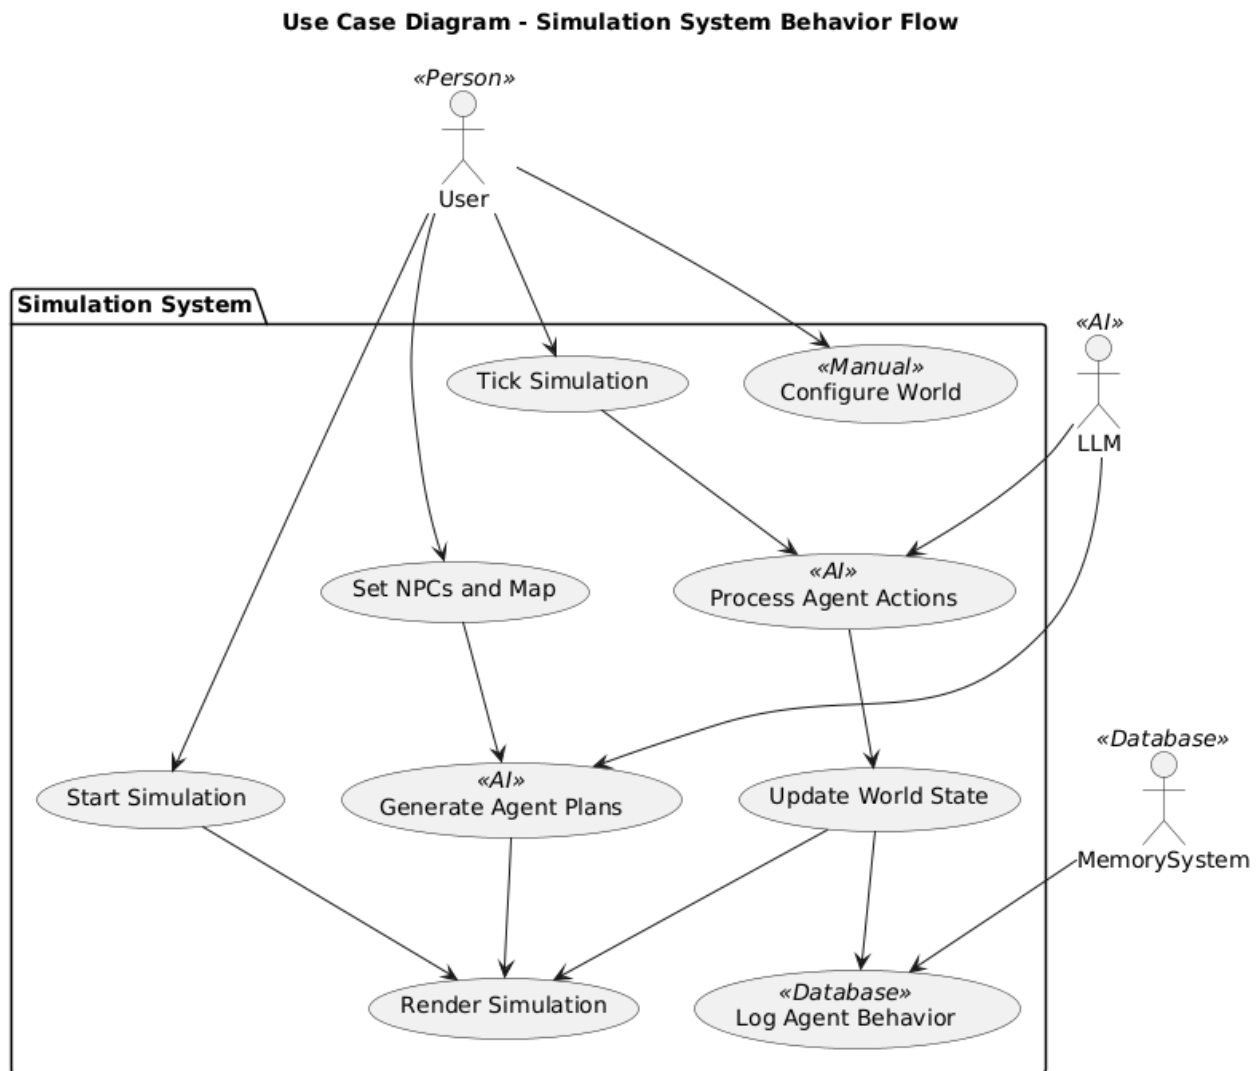 Use Case Diagram - Simulation System Behavior Flow
«Person»
User
Simulation System
«AI»
LLM
Tick Simulation
«Manual»
Configure World
Set NPCs and Map
«AI»
Process Agent Actions
«Database»
MemorySystem
Start Simulation
«AI»
Generate Agent Plans
Update World State
Render Simulation
«Database»
Log Agent Behavior